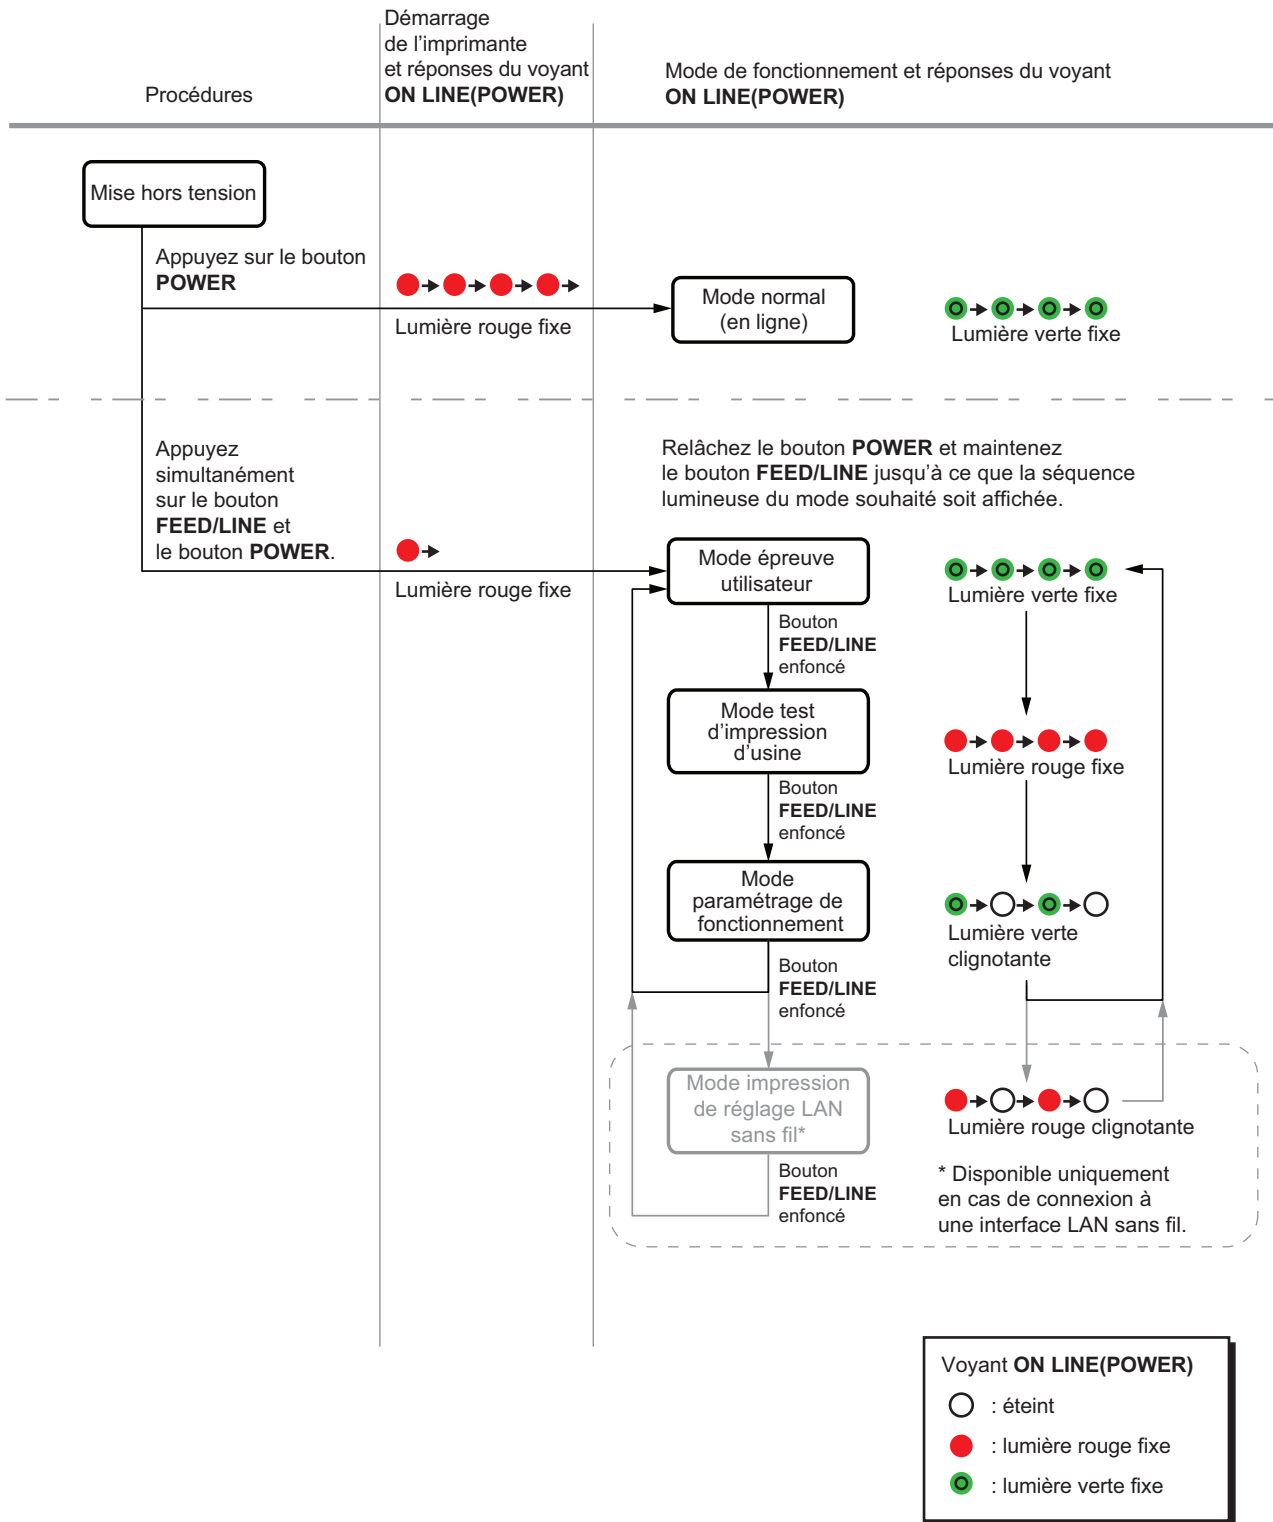 Procédures
Démarrage
de l'imprimante
et réponses du voyant
ON LINE(POWER)
Mode de fonctionnement et réponses du voyant
ON LINE(POWER)
Mise hors tension
Appuyez sur le bouton
POWER
Lumière rouge fixe
Mode normal
(en ligne)
Lumière verte fixe
Appuyez
simultanément
sur le bouton
FEED/LINE et
le bouton POWER.
Lumière rouge fixe
Relâchez le bouton POWER et maintenez
le bouton FEED/LINE jusqu'à ce que la séquence
lumineuse du mode souhaité soit affichée.
Mode épreuve
utilisateur
Lumière verte fixe
Bouton
FEED/LINE
enfoncé
Mode test
d'impression
d'usine
Lumière rouge fixe
Bouton
FEED/LINE
enfoncé
Mode
paramétrage de
fonctionnement
Lumière verte
clignotante
Bouton
FEED/LINE
enfoncé
Mode impression
de réglage LAN
sans fil*
Lumière rouge clignotante
Bouton
FEED/LINE
enfoncé
* Disponible uniquement
en cas de connexion à
une interface LAN sans fil.
Voyant ON LINE(POWER)
: éteint
: lumière rouge fixe
: lumière verte fixe